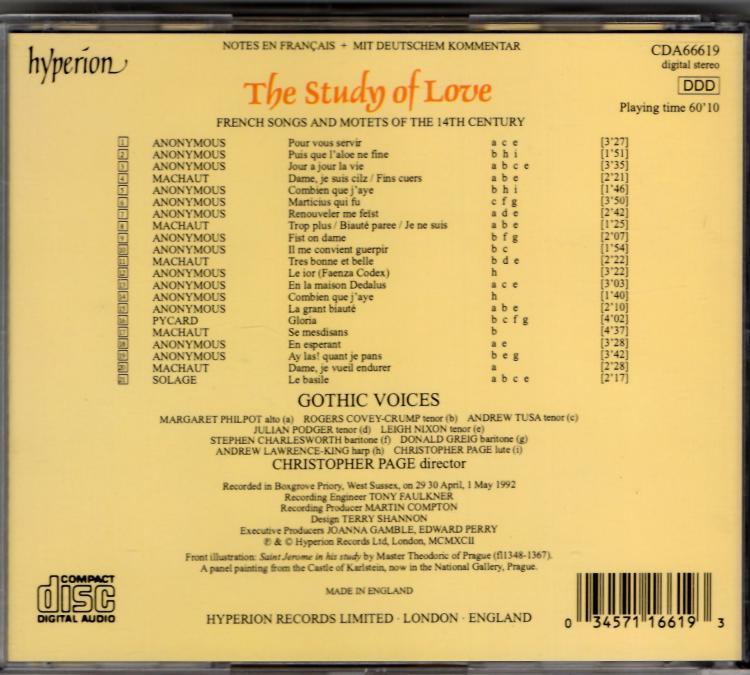 NOTES EN FRANÇAIS + MIT DEUTSCHEM KOMMENTAR
CDA66619
hyperion
digital stereo
DDD
The Study of Love
Playing time 60'10
FRENCH SONGS AND MOTETS OF THE 14TH CENTURY
1 ANONYMOUS Pour vous servir a c e [3'27]
2 ANONYMOUS Puis que l'aloe ne fine b h i [1'51]
3 ANONYMOUS Jour a jour la vie a b c e [3'35]
4 MACHAUT Dame, je suis cilz / Fins cuers a b e [2'21]
5 ANONYMOUS Combien que j'aye b h i [1'46]
6 ANONYMOUS Marticius qui fu c f g [3'50]
7 ANONYMOUS Renouveler me feïst a d e [2'42]
8 MACHAUT Trop plus / Biauté paree / Je ne suis a b e [1'25]
9 ANONYMOUS Fist on dame b f g [2'07]
10 ANONYMOUS Il me convient guerpir b c [1'54]
11 MACHAUT Tres bonne et belle b d e [2'22]
12 ANONYMOUS Le ior (Faenza Codex) h [3'22]
13 ANONYMOUS En la maison Dedalus a c e [3'03]
14 ANONYMOUS Combien que j'aye h [1'40]
15 ANONYMOUS La grant biauté a b e [2'10]
16 PYCARD Gloria b c f g [4'02]
17 MACHAUT Se mesdisans b [4'37]
18 ANONYMOUS En esperant a e [3'28]
19 ANONYMOUS Ay las! quant je pans b e g [3'42]
20 MACHAUT Dame, je vueil endurer a [2'28]
21 SOLAGE Le basile a b c e [2'17]
GOTHIC VOICES
MARGARET PHILPOT alto (a) ROGERS COVEY-CRUMP tenor (b) ANDREW TUSA tenor (c)
JULIAN PODGER tenor (d) LEIGH NIXON tenor (e)
STEPHEN CHARLESWORTH baritone (f) DONALD GREIG baritone (g)
ANDREW LAWRENCE-KING harp (h) CHRISTOPHER PAGE lute (i)
CHRISTOPHER PAGE director
Recorded in Boxgrove Priory, West Sussex, on 29 30 April, 1 May 1992
Recording Engineer TONY FAULKNER
Recording Producer MARTIN COMPTON
Design TERRY SHANNON
Executive Producers JOANNA GAMBLE, EDWARD PERRY
℗ & © Hyperion Records Ltd, London, MCMXCII
Front illustration: Saint Jerome in his study by Master Theodoric of Prague (fl1348-1367).
A panel painting from the Castle of Karlstein, now in the National Gallery, Prague.
COMPACT
disc
DIGITAL AUDIO
MADE IN ENGLAND
HYPERION RECORDS LIMITED · LONDON · ENGLAND
0 34571 16619 3